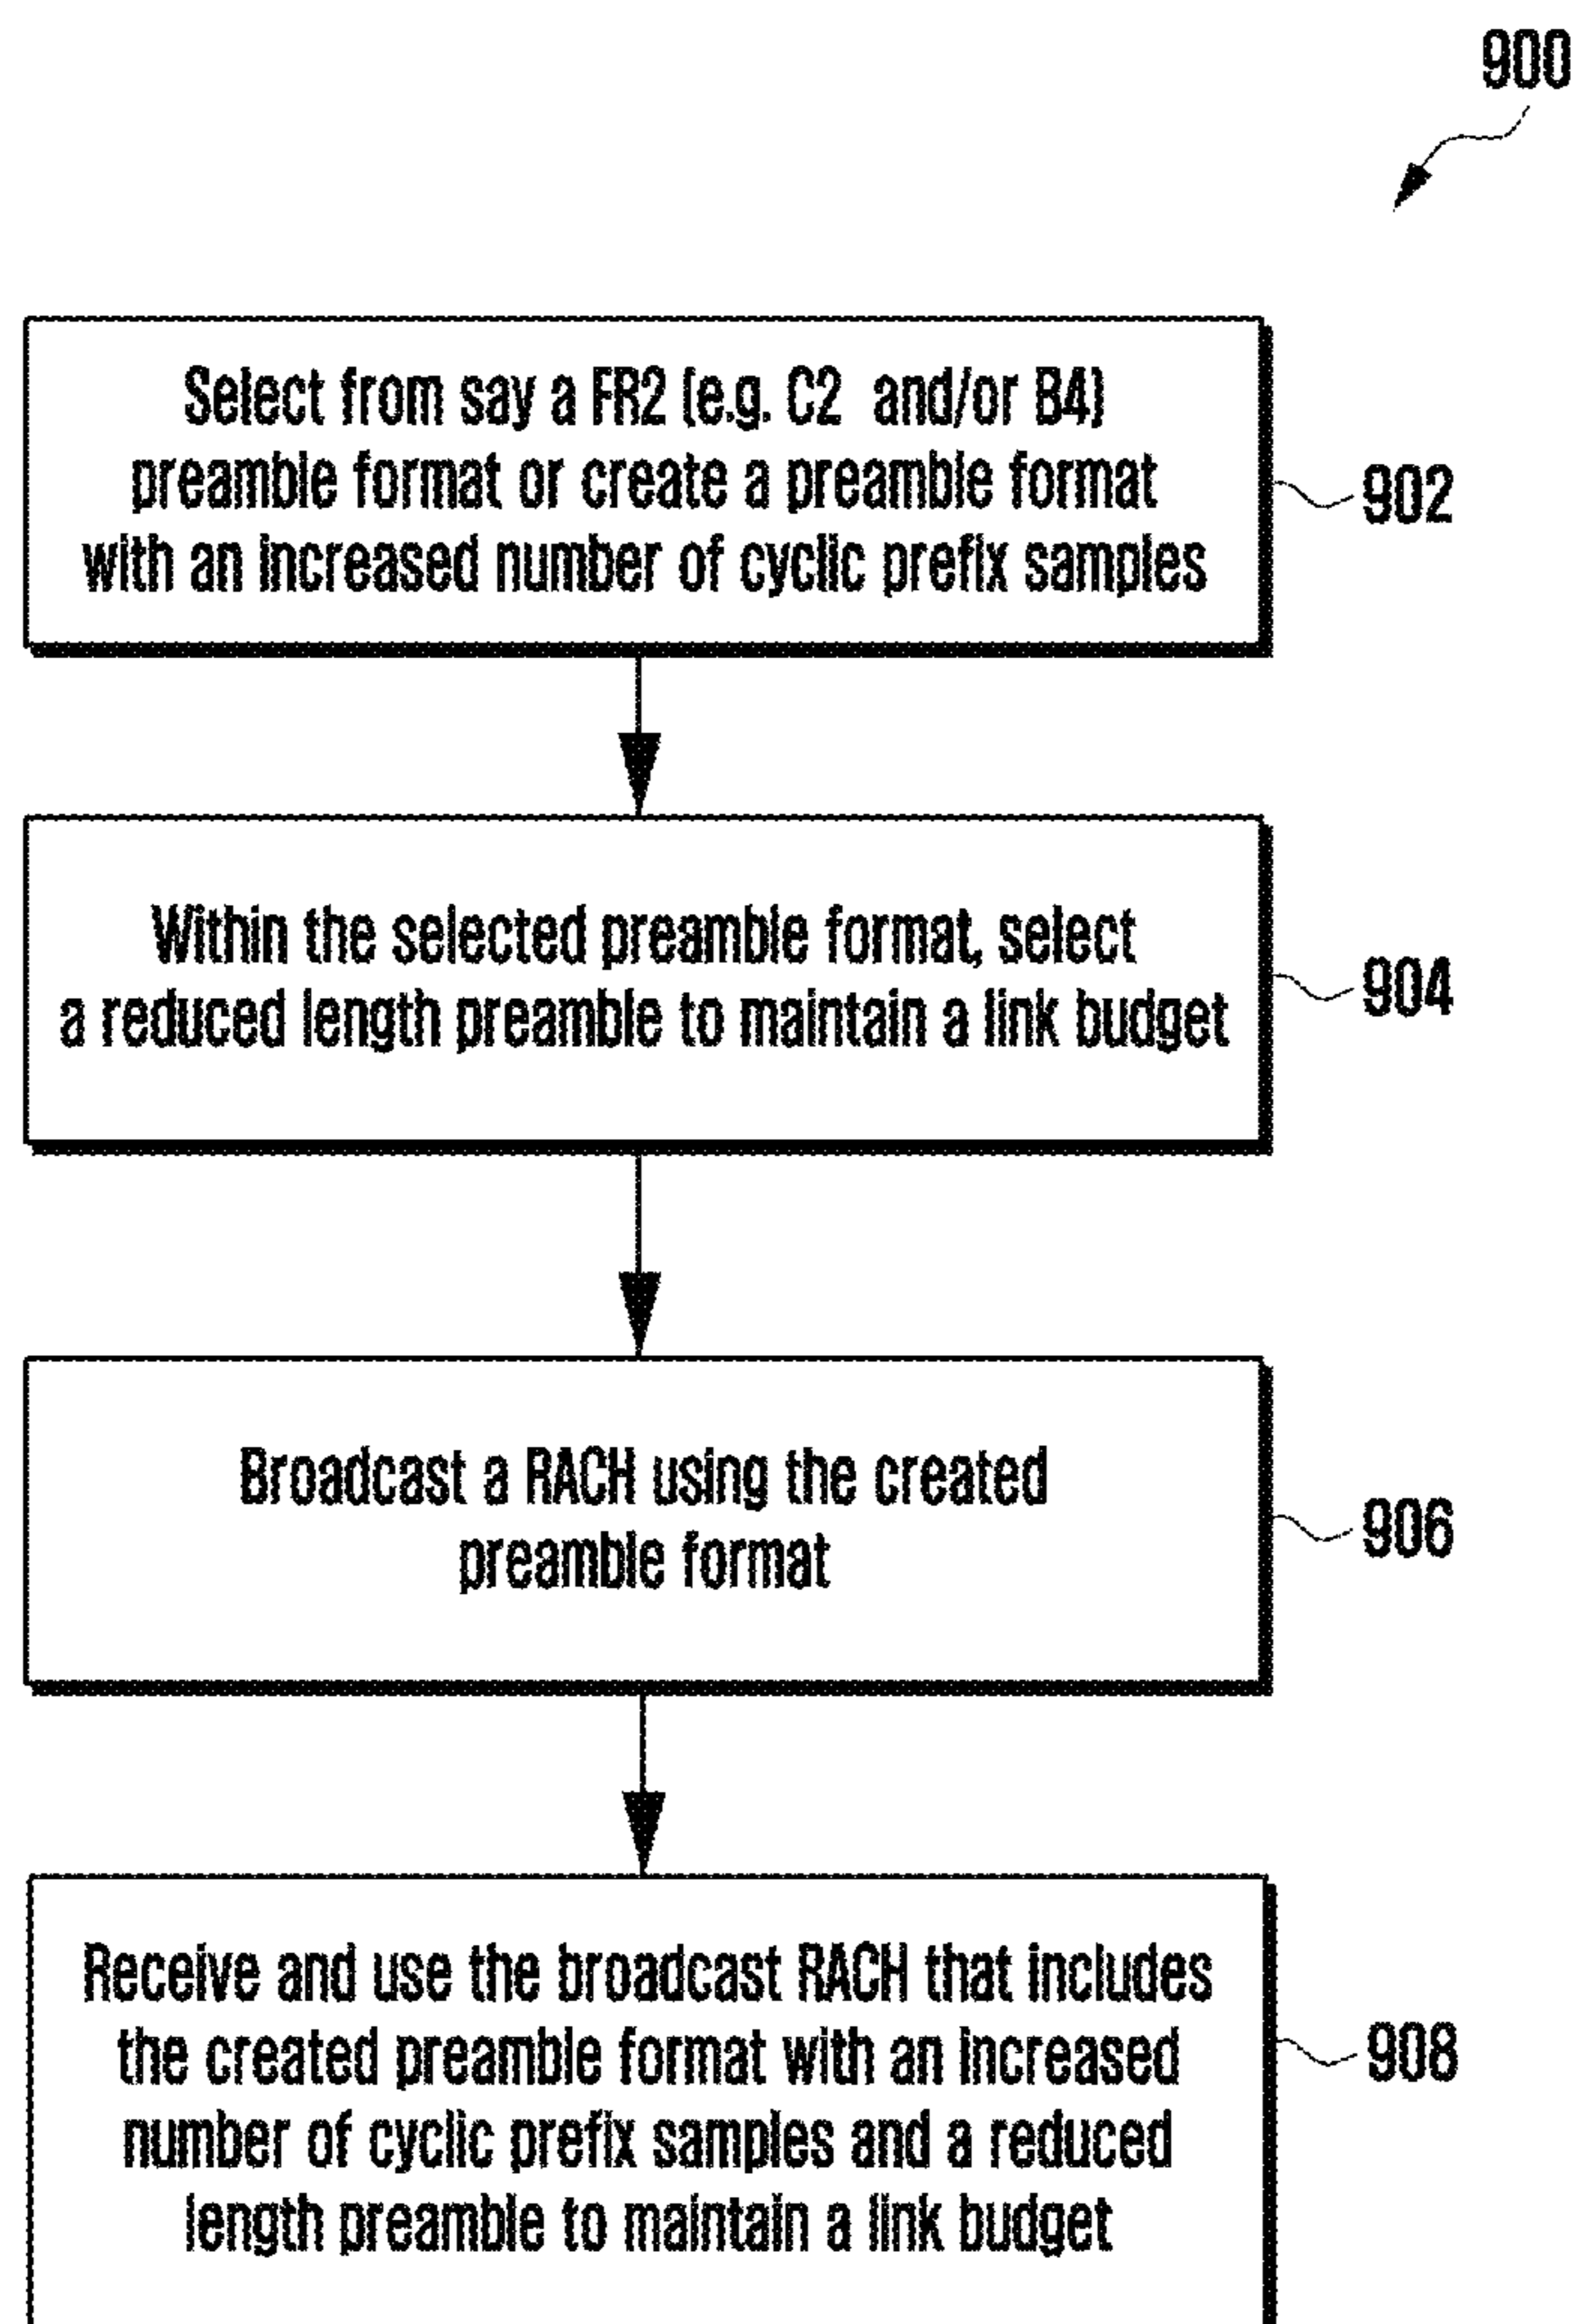 900
Select from say a FR2 (e.g. C2 and/or B4)
preamble format or create a preamble format
with an increased number of cyclic prefix samples
902
Within the selected preamble format, select
a reduced length preamble to maintain a link budget
904
Broadcast a RACH using the created
preamble format
906
Receive and use the broadcast RACH that includes
the created preamble format with an increased
number of cyclic prefix samples and a reduced
length preamble to maintain a link budget
908